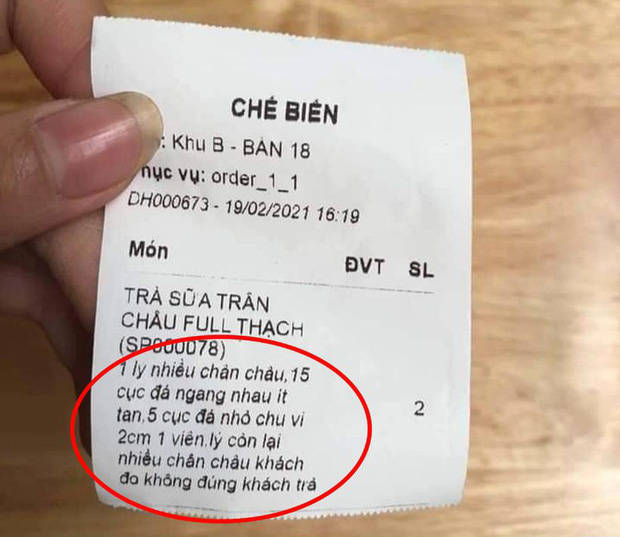 CHẾ BIẾN
: Khu B - BÀN 18
hục vụ: order_1_1
DH000673 - 19/02/2021 16:19
Món ĐVT SL
TRÀ SỮA TRÂN
CHÂU FULL THẠCH
(SP000078)
1 ly nhiều chân châu,15
cục đá ngang nhau ít
tan,5 cục đá nhỏ chu vi
2cm 1 viên.lý còn lại
nhiều chân châu khách
đo không đúng khách trả
2